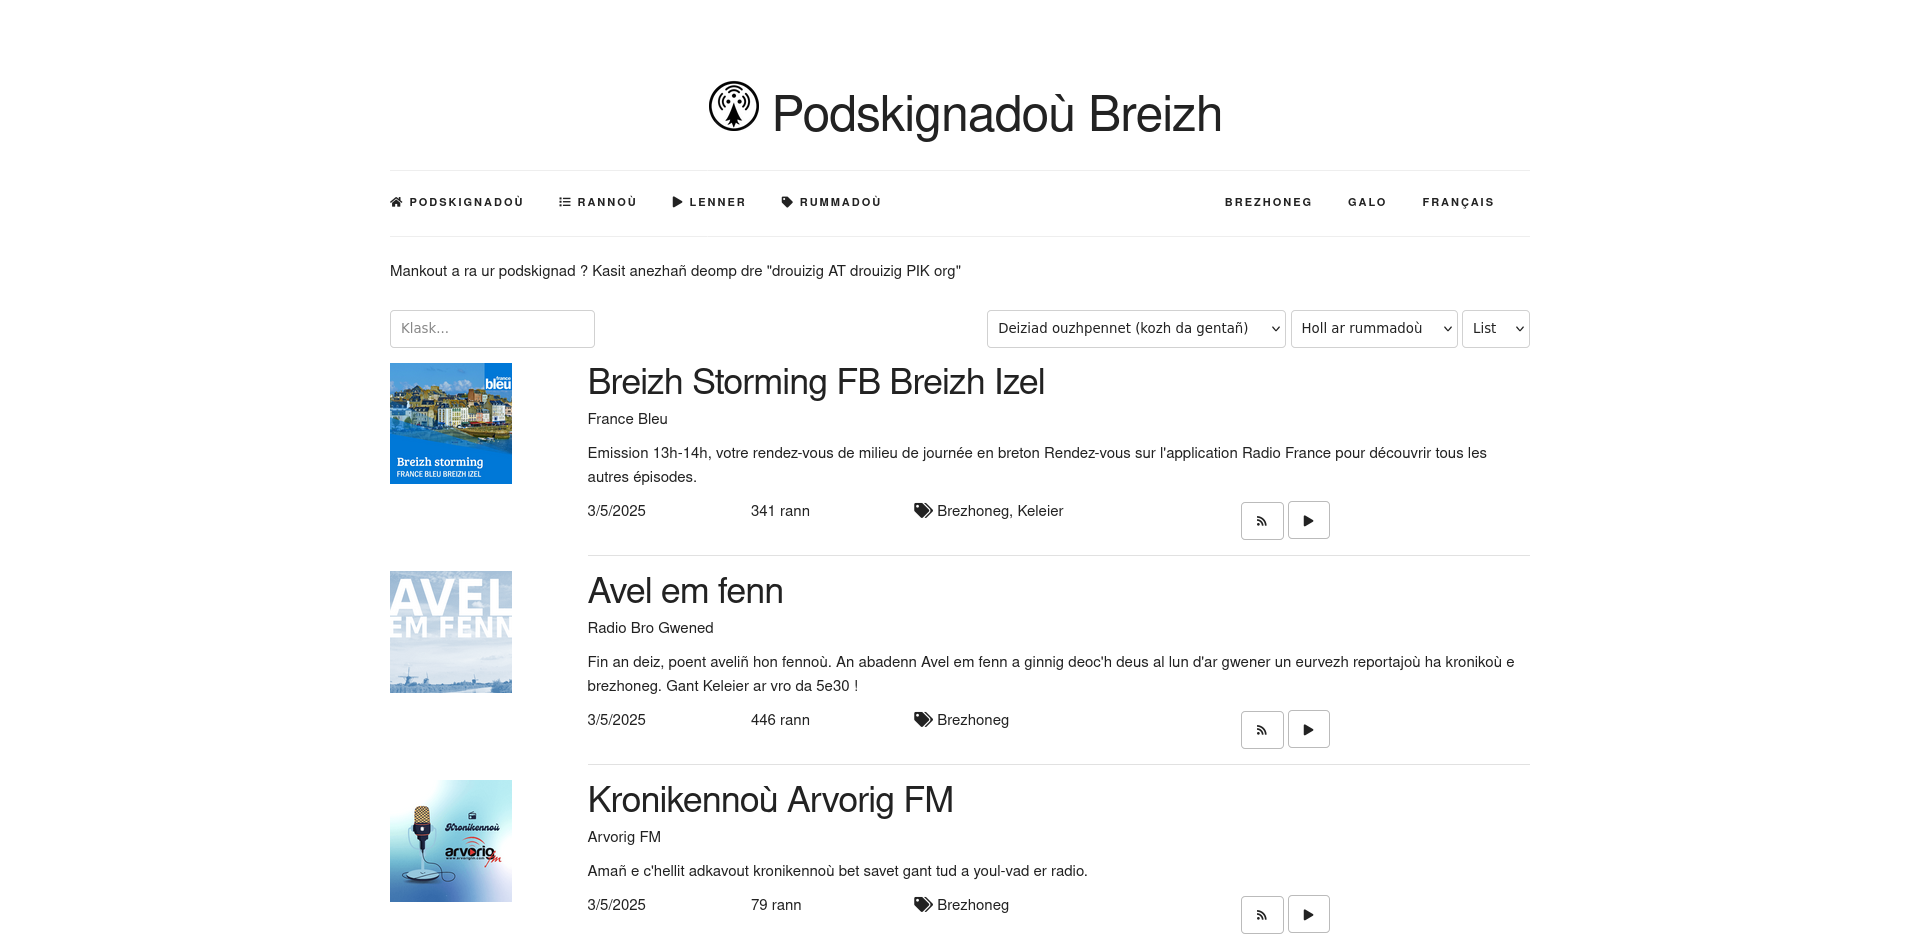 Podskignadoù Breizh
PODSKIGNADOÙ RANNOÙ LENNER RUMMADOÙ BREZHONEG GALO FRANÇAIS
Mankout a ra ur podskignad ? Kasit anezhañ deomp dre "drouizig AT drouizig PIK org"
Klask... Deiziad ouzhpennet (kozh da gentañ) Holl ar rummadoù List
france
bleu
Breizh storming
FRANCE BLEU BREIZH IZEL
Breizh Storming FB Breizh Izel
France Bleu
Emission 13h-14h, votre rendez-vous de milieu de journée en breton Rendez-vous sur l'application Radio France pour découvrir tous les
autres épisodes.
3/5/2025 341 rann Brezhoneg, Keleier
AVEL
EM FENN
Avel em fenn
Radio Bro Gwened
Fin an deiz, poent aveliñ hon fennoù. An abadenn Avel em fenn a ginnig deoc'h deus al lun d'ar gwener un eurvezh reportajoù ha kronikoù e
brezhoneg. Gant Keleier ar vro da 5e30 !
3/5/2025 446 rann Brezhoneg
Kronikennoù
arvorig fm
Kronikennoù Arvorig FM
Arvorig FM
Amañ e c'hellit adkavout kronikennoù bet savet gant tud a youl-vad er radio.
3/5/2025 79 rann Brezhoneg